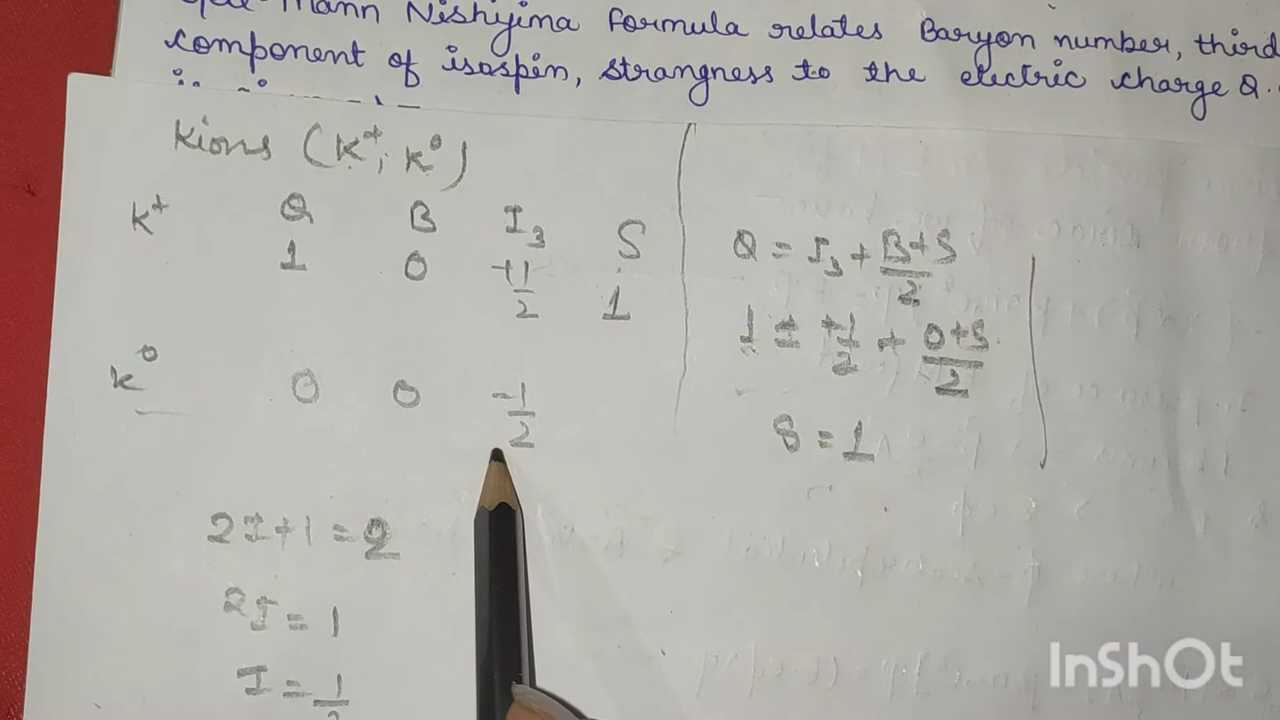 Mann Nishijima formula relates Baryon number, third
component of isospin, strangness to the electric charge Q.
Kions (K⁺, K⁰)
K⁺ Q B I₃ S
1 0 +1/2 1
K⁰ 0 0 -1/2
2I+1=2
2I=1
I=1/2
Q = I₃ + B+S/2
1 = +1/2 + 0+S/2
S=1
InShOt